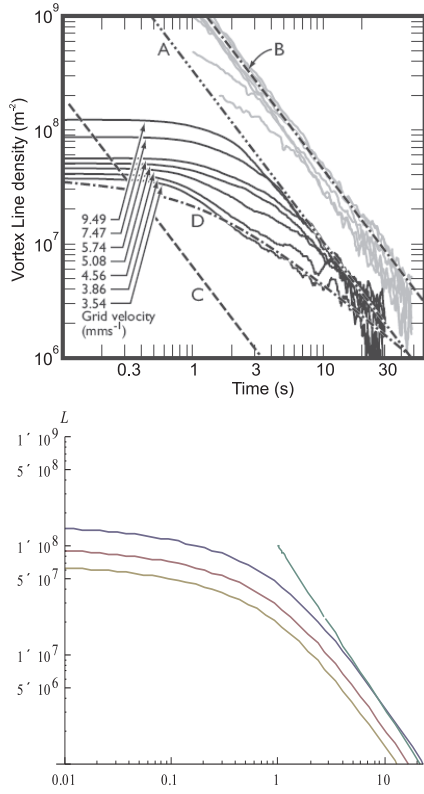 10⁹
A
B
10⁸
Vortex Line density (m⁻²)
9.49
7.47
5.74
5.08
4.56
3.86
3.54
Grid velocity
(mms⁻¹)
D
C
10⁷
10⁶
0.3 1 3 10 30
Time (s)
L
1´ 10⁹
5´ 10⁸
1´ 10⁸
5´ 10⁷
1´ 10⁷
5´ 10⁶
0.01 0.1 1 10